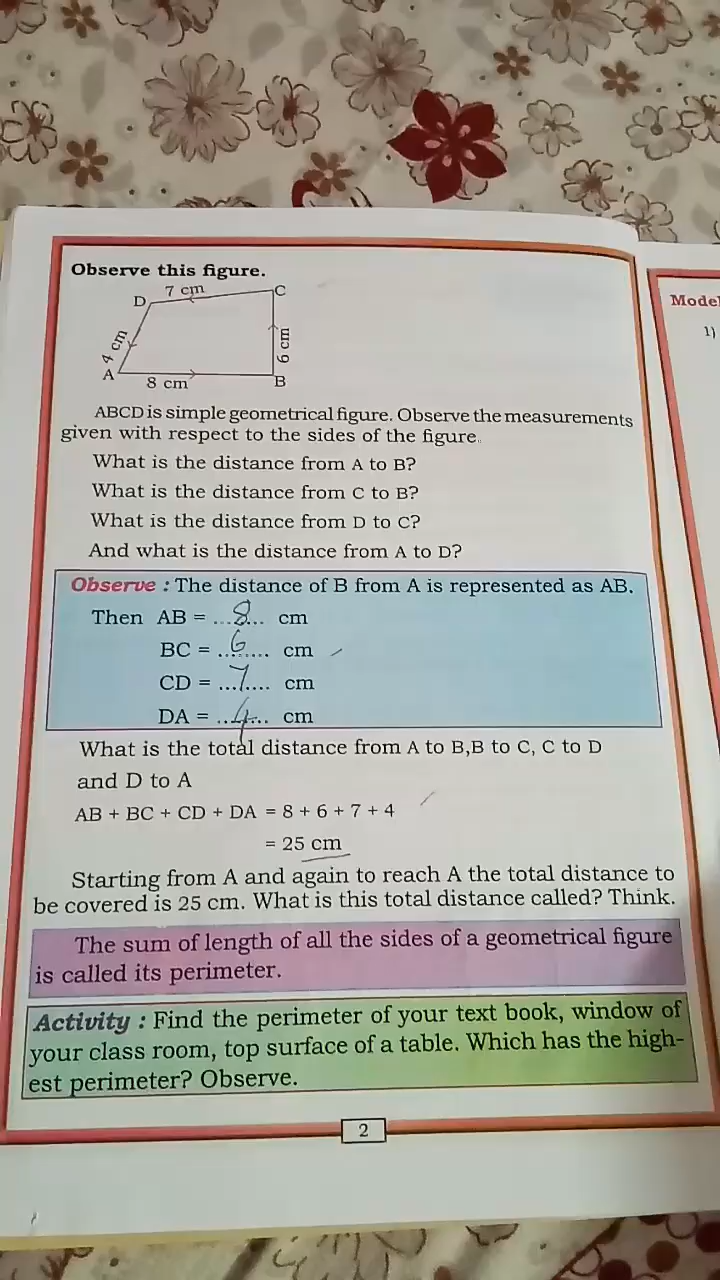 Observe this figure.
7 cm
D
C
4 cm
6 cm
A
8 cm
B
ABCD is simple geometrical figure. Observe the measurements
given with respect to the sides of the figure.
What is the distance from A to B?
What is the distance from C to B?
What is the distance from D to C?
And what is the distance from A to D?
Observe : The distance of B from A is represented as AB.
Then AB = ...8... cm
BC = ...6... cm
CD = ...7... cm
DA = ...4... cm
What is the total distance from A to B,B to C, C to D
and D to A
AB + BC + CD + DA = 8 + 6 + 7 + 4
= 25 cm
Starting from A and again to reach A the total distance to
be covered is 25 cm. What is this total distance called? Think.
The sum of length of all the sides of a geometrical figure
is called its perimeter.
Activity : Find the perimeter of your text book, window of
your class room, top surface of a table. Which has the high-
est perimeter? Observe.
2
Model
1)